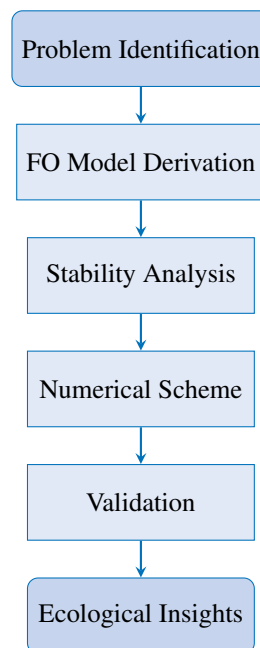 Problem Identification
FO Model Derivation
Stability Analysis
Numerical Scheme
Validation
Ecological Insights